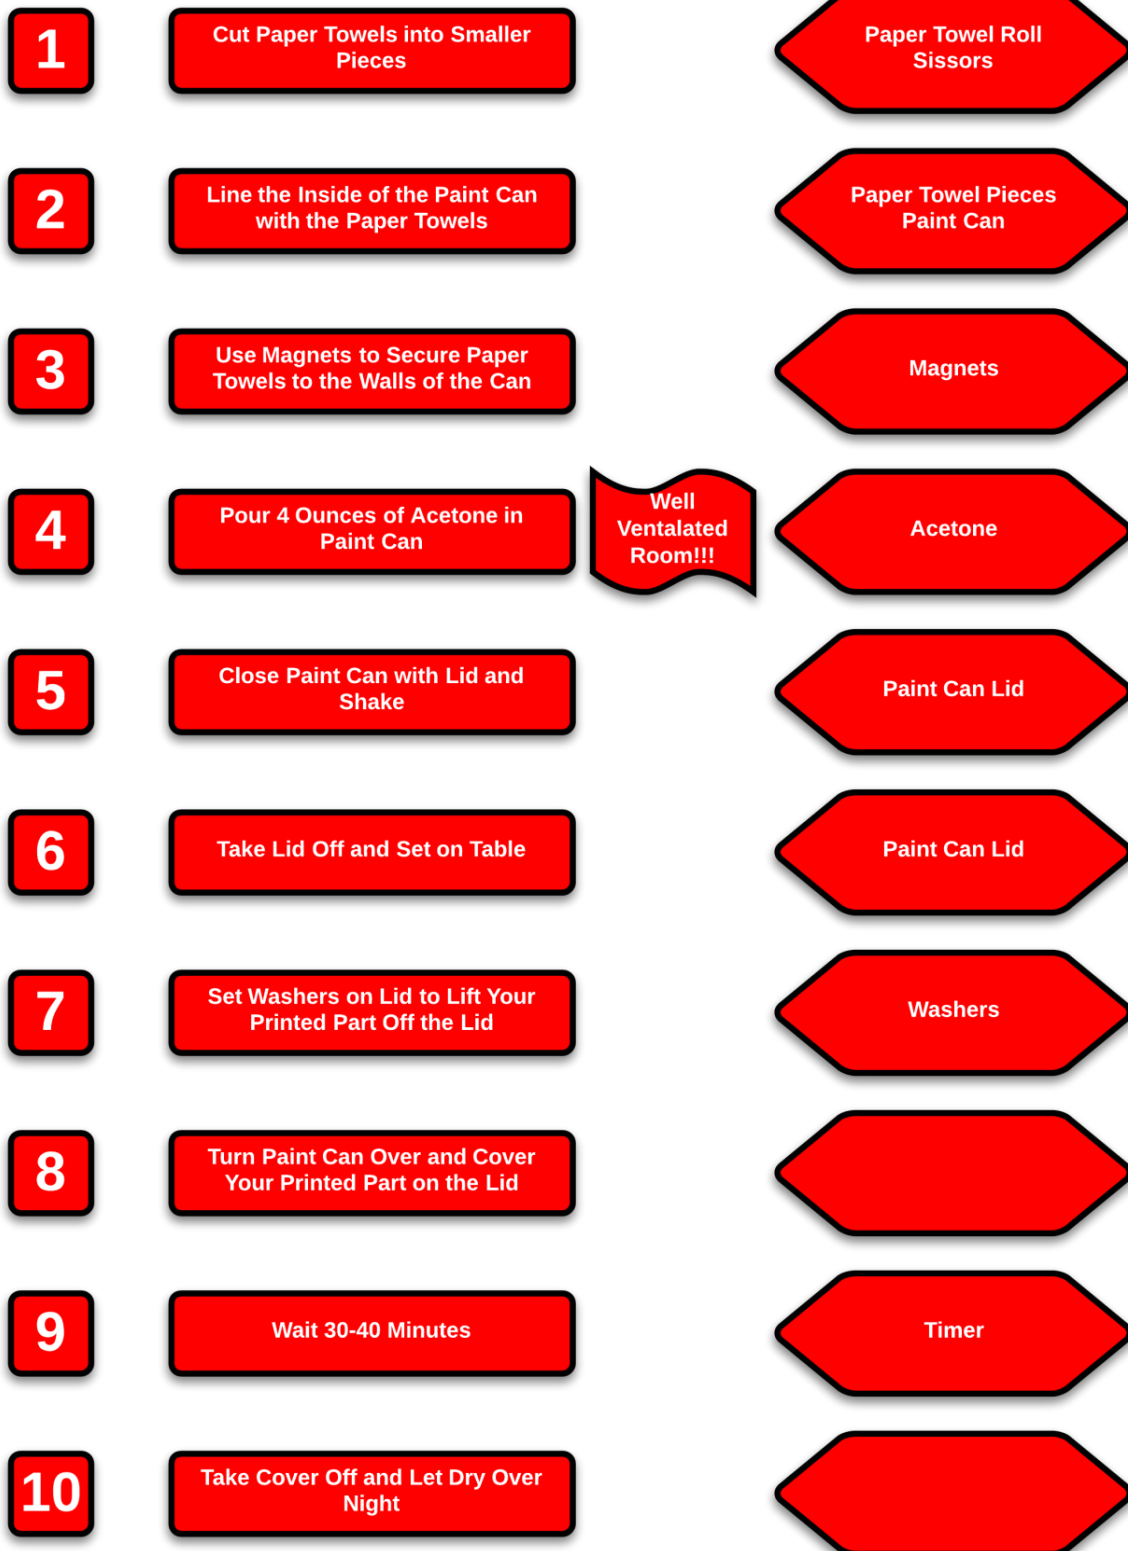 1
Cut Paper Towels into Smaller
Pieces
Paper Towel Roll
Sissors
2
Line the Inside of the Paint Can
with the Paper Towels
Paper Towel Pieces
Paint Can
3
Use Magnets to Secure Paper
Towels to the Walls of the Can
Magnets
4
Pour 4 Ounces of Acetone in
Paint Can
Well
Ventalated
Room!!!
Acetone
5
Close Paint Can with Lid and
Shake
Paint Can Lid
6
Take Lid Off and Set on Table
Paint Can Lid
7
Set Washers on Lid to Lift Your
Printed Part Off the Lid
Washers
8
Turn Paint Can Over and Cover
Your Printed Part on the Lid
9
Wait 30-40 Minutes
Timer
10
Take Cover Off and Let Dry Over
Night